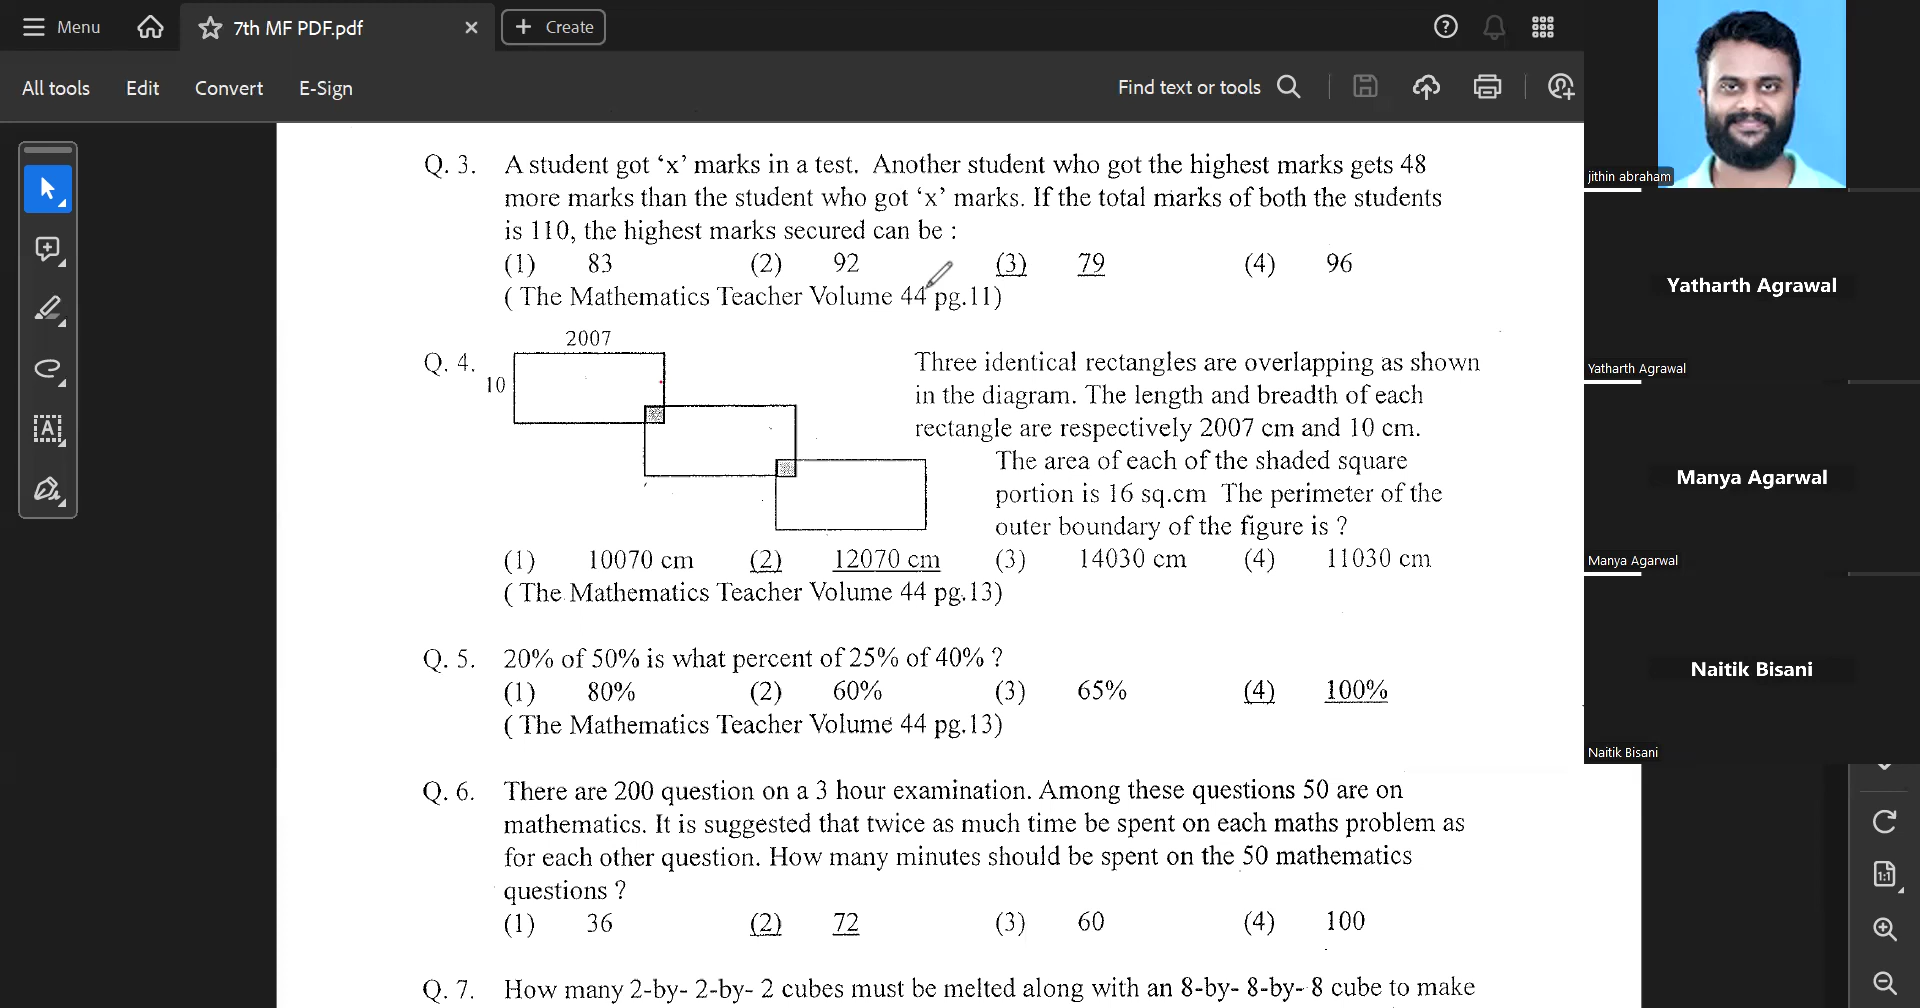 Menu
7th MF PDF.pdf
Create
All tools
Edit
Convert
E-Sign
Find text or tools
Q. 3. A student got ‘x’ marks in a test. Another student who got the highest marks gets 48
more marks than the student who got ‘x’ marks. If the total marks of both the students
is 110, the highest marks secured can be :
(1) 83 (2) 92 (3) 79 (4) 96
( The Mathematics Teacher Volume 44 pg.11)
2007
10
Q. 4. Three identical rectangles are overlapping as shown
in the diagram. The length and breadth of each
rectangle are respectively 2007 cm and 10 cm.
The area of each of the shaded square
portion is 16 sq.cm The perimeter of the
outer boundary of the figure is ?
(1) 10070 cm (2) 12070 cm (3) 14030 cm (4) 11030 cm
( The Mathematics Teacher Volume 44 pg.13)
Q. 5. 20% of 50% is what percent of 25% of 40% ?
(1) 80% (2) 60% (3) 65% (4) 100%
( The Mathematics Teacher Volume 44 pg.13)
Q. 6. There are 200 question on a 3 hour examination. Among these questions 50 are on
mathematics. It is suggested that twice as much time be spent on each maths problem as
for each other question. How many minutes should be spent on the 50 mathematics
questions ?
(1) 36 (2) 72 (3) 60 (4) 100
Q. 7. How many 2-by- 2-by- 2 cubes must be melted along with an 8-by- 8-by- 8 cube to make
jithin abraham
Yatharth Agrawal
Yatharth Agrawal
Manya Agarwal
Manya Agarwal
Naitik Bisani
Naitik Bisani
1:1